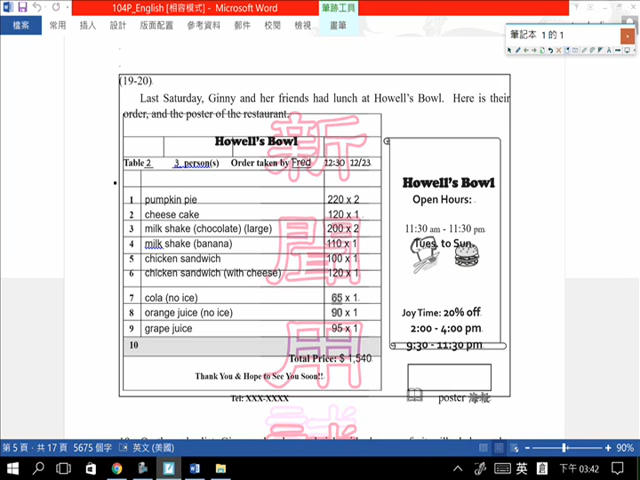 104P_English [相容模式] - Microsoft Word
筆跡工具
檔案 常用 插入 設計 版面配置 參考資料 郵件 校閱 檢視 畫筆
筆記本 1 的 1
(19-20)
Last Saturday, Ginny and her friends had lunch at Howell's Bowl. Here is their
order, and the poster of the restaurant.
Howell's Bowl
Table 2 3 person(s) Order taken by Fred 12:30 12/23
1 pumpkin pie 220 x 2
2 cheese cake 120 x 1
3 milk shake (chocolate) (large) 200 x 2
4 milk shake (banana) 110 x 1
5 chicken sandwich 100 x 1
6 chicken sandwich (with cheese) 120 x 1
7 cola (no ice) 65 x 1
8 orange juice (no ice) 90 x 1
9 grape juice 95 x 1
10
Total Price: $ 1,540
Thank You & Hope to See You Soon!!
Tel: XXX-XXXX
Howell's Bowl
Open Hours:
11:30 am - 11:30 pm
Tues. to Sun.
Joy Time: 20% off
2:00 - 4:00 pm
9:30 - 11:30 pm
poster 海報
新
聞
用
第 5 頁，共 17 頁 5675 個字 英文 (美國) 90%
英 倉 下午 03:42